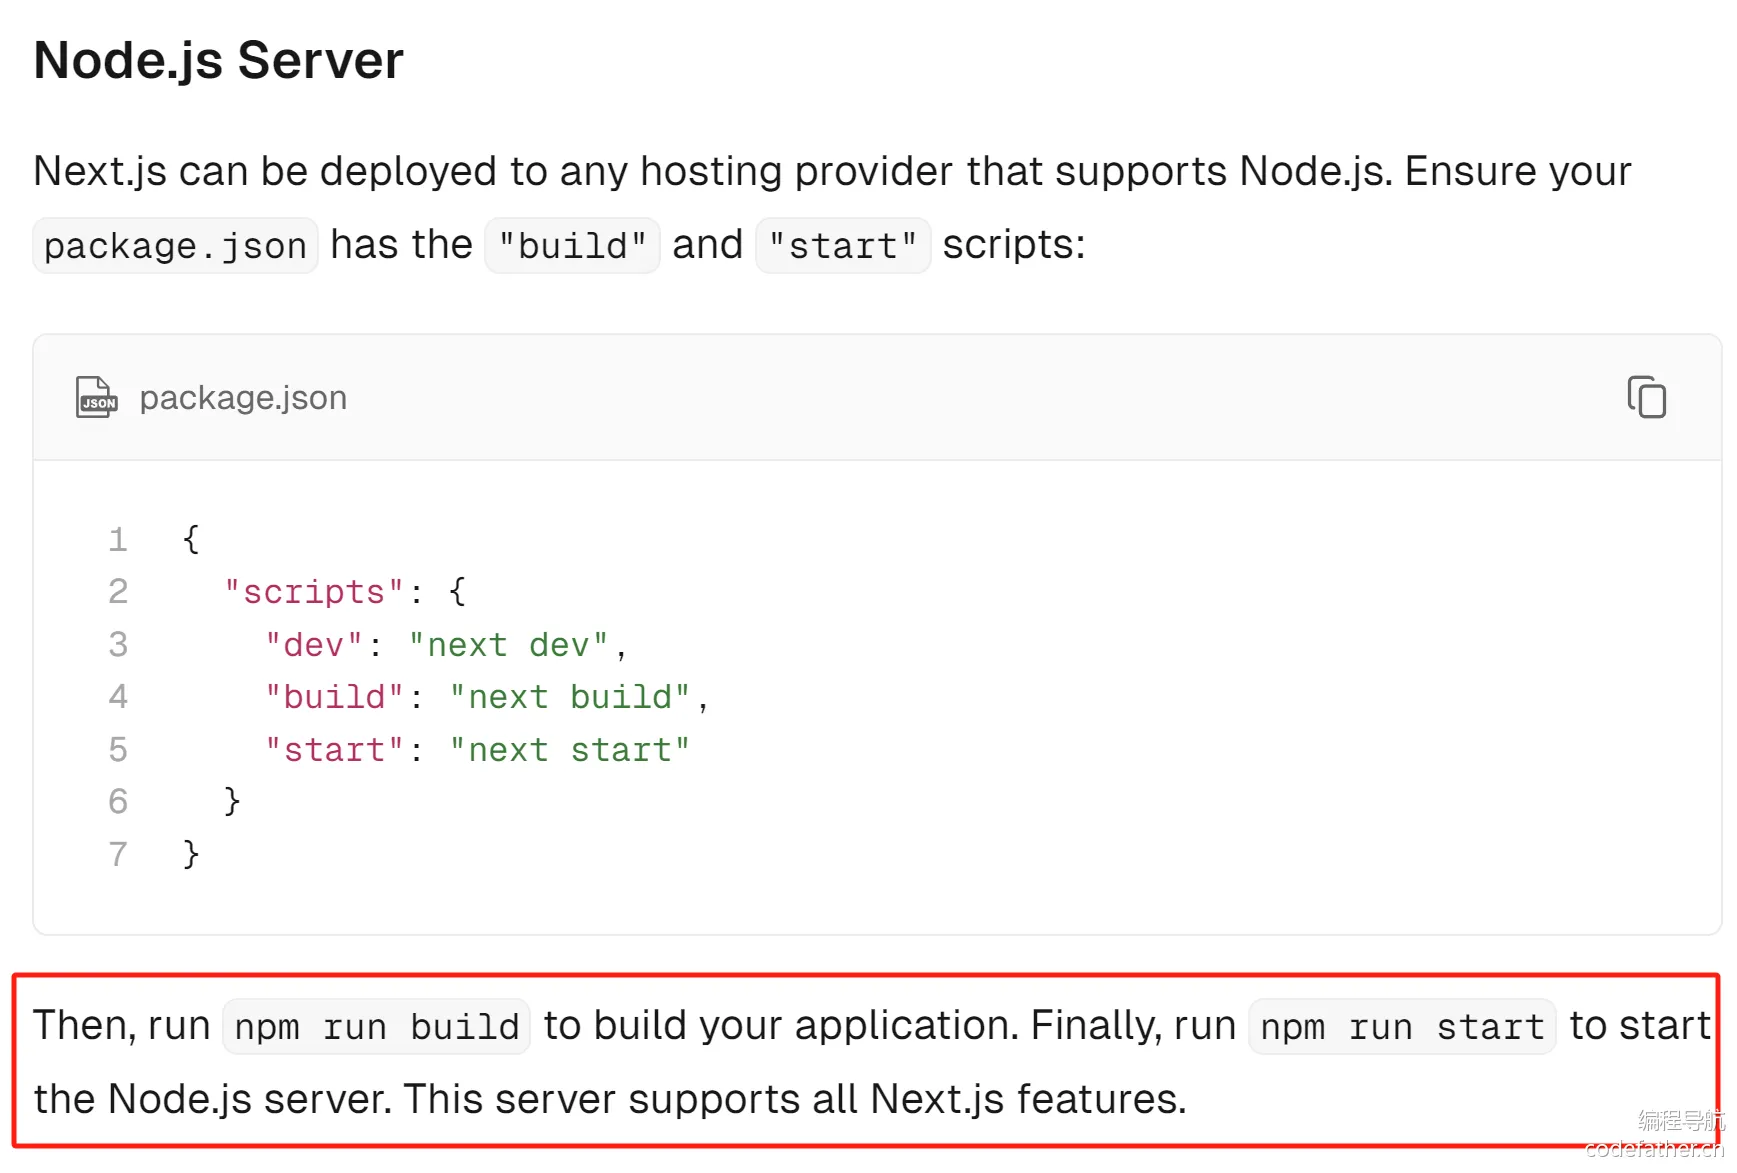 Node.js Server
Next.js can be deployed to any hosting provider that supports Node.js. Ensure your
package.json has the "build" and "start" scripts:
JSON package.json
1 {
2 "scripts": {
3 "dev": "next dev",
4 "build": "next build",
5 "start": "next start"
6 }
7 }
Then, run npm run build to build your application. Finally, run npm run start to start
the Node.js server. This server supports all Next.js features.
编程导航
codefather.cn